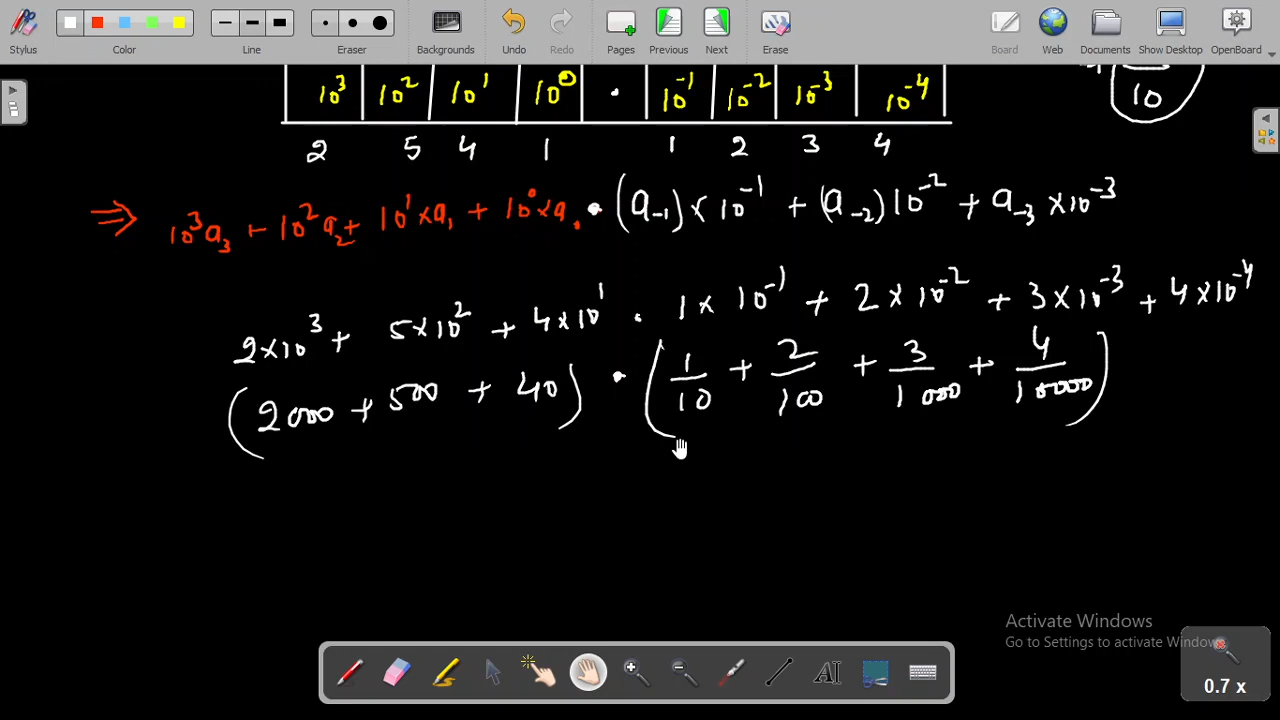 Stylus Color Line Eraser Backgrounds Undo Redo Pages Previous Next Erase Board Web Documents Show Desktop OpenBoard
10³ 10² 10¹ 10⁰ . 10⁻¹ 10⁻² 10⁻³ 10⁻⁴
10
2 5 4 1 1 2 3 4
⇒ 10³a₃ + 10²a₂ + 10¹×a₁ + 10⁰×a. • (a₋₁)×10⁻¹ + (a₋₂)10⁻² + a₋₃×10⁻³
2×10³ + 5×10² + 4×10¹ . 1×10⁻¹ + 2×10⁻² + 3×10⁻³ + 4×10⁻⁴
(2000 + 500 + 40) • (1/10 + 2/100 + 3/1000 + 4/10000)
Activate Windows
Go to Settings to activate Windows.
AI
0.7 x